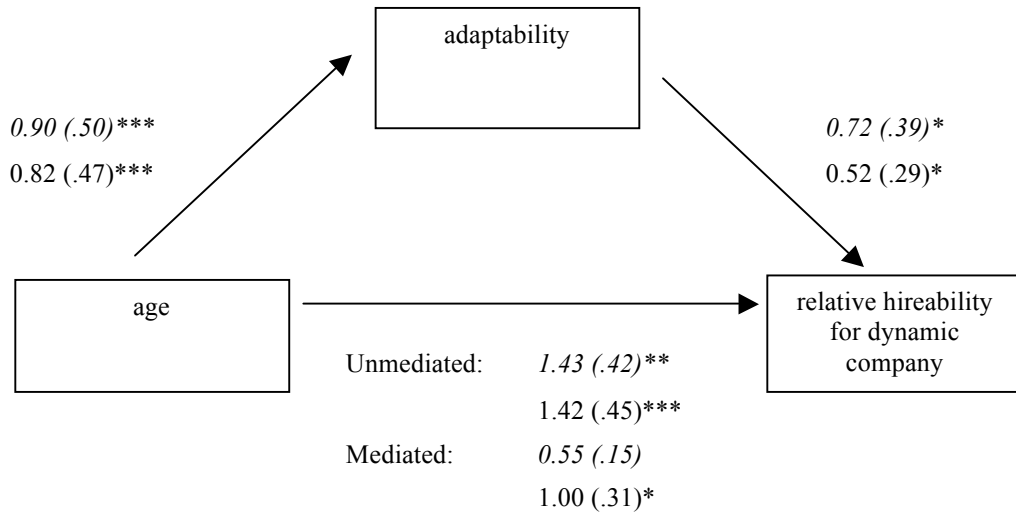 adaptability
0.90 (.50)***
0.82 (.47)***
0.72 (.39)*
0.52 (.29)*
age
relative hireability
for dynamic
company
Unmediated: 1.43 (.42)**
1.42 (.45)***
Mediated: 0.55 (.15)
1.00 (.31)*